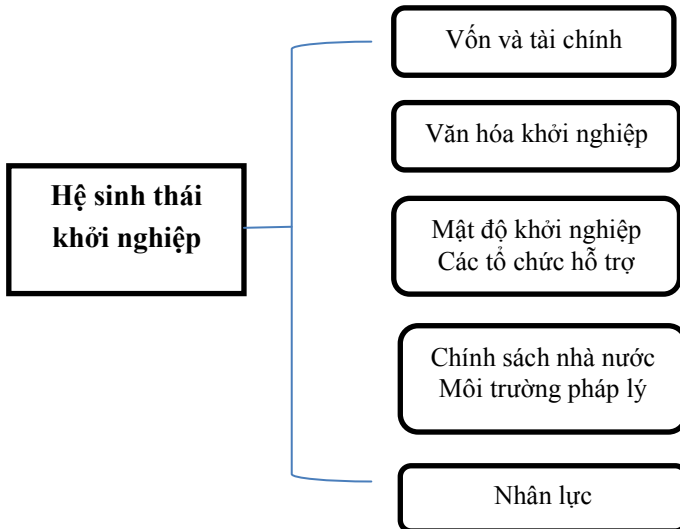 Hệ sinh thái
khởi nghiệp
Vốn và tài chính
Văn hóa khởi nghiệp
Mật độ khởi nghiệp
Các tổ chức hỗ trợ
Chính sách nhà nước
Môi trường pháp lý
Nhân lực